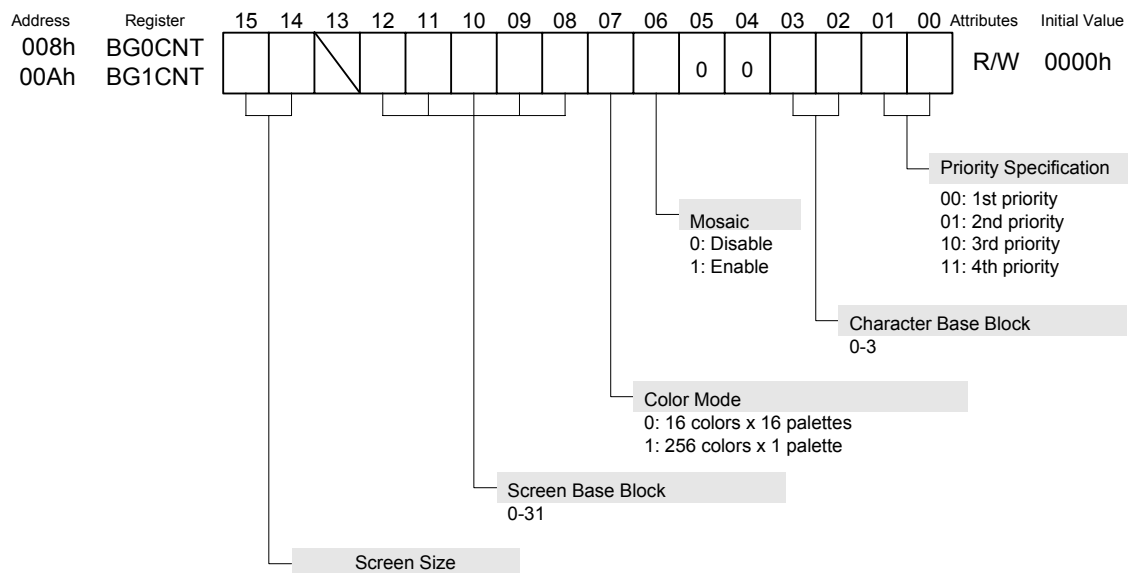 Address Register 15 14 13 12 11 10 09 08 07 06 05 04 03 02 01 00 Attributes Initial Value
008h BG0CNT R/W 0000h
00Ah BG1CNT 0 0
Priority Specification
00: 1st priority
01: 2nd priority
10: 3rd priority
11: 4th priority
Mosaic
0: Disable
1: Enable
Character Base Block
0-3
Color Mode
0: 16 colors x 16 palettes
1: 256 colors x 1 palette
Screen Base Block
0-31
Screen Size